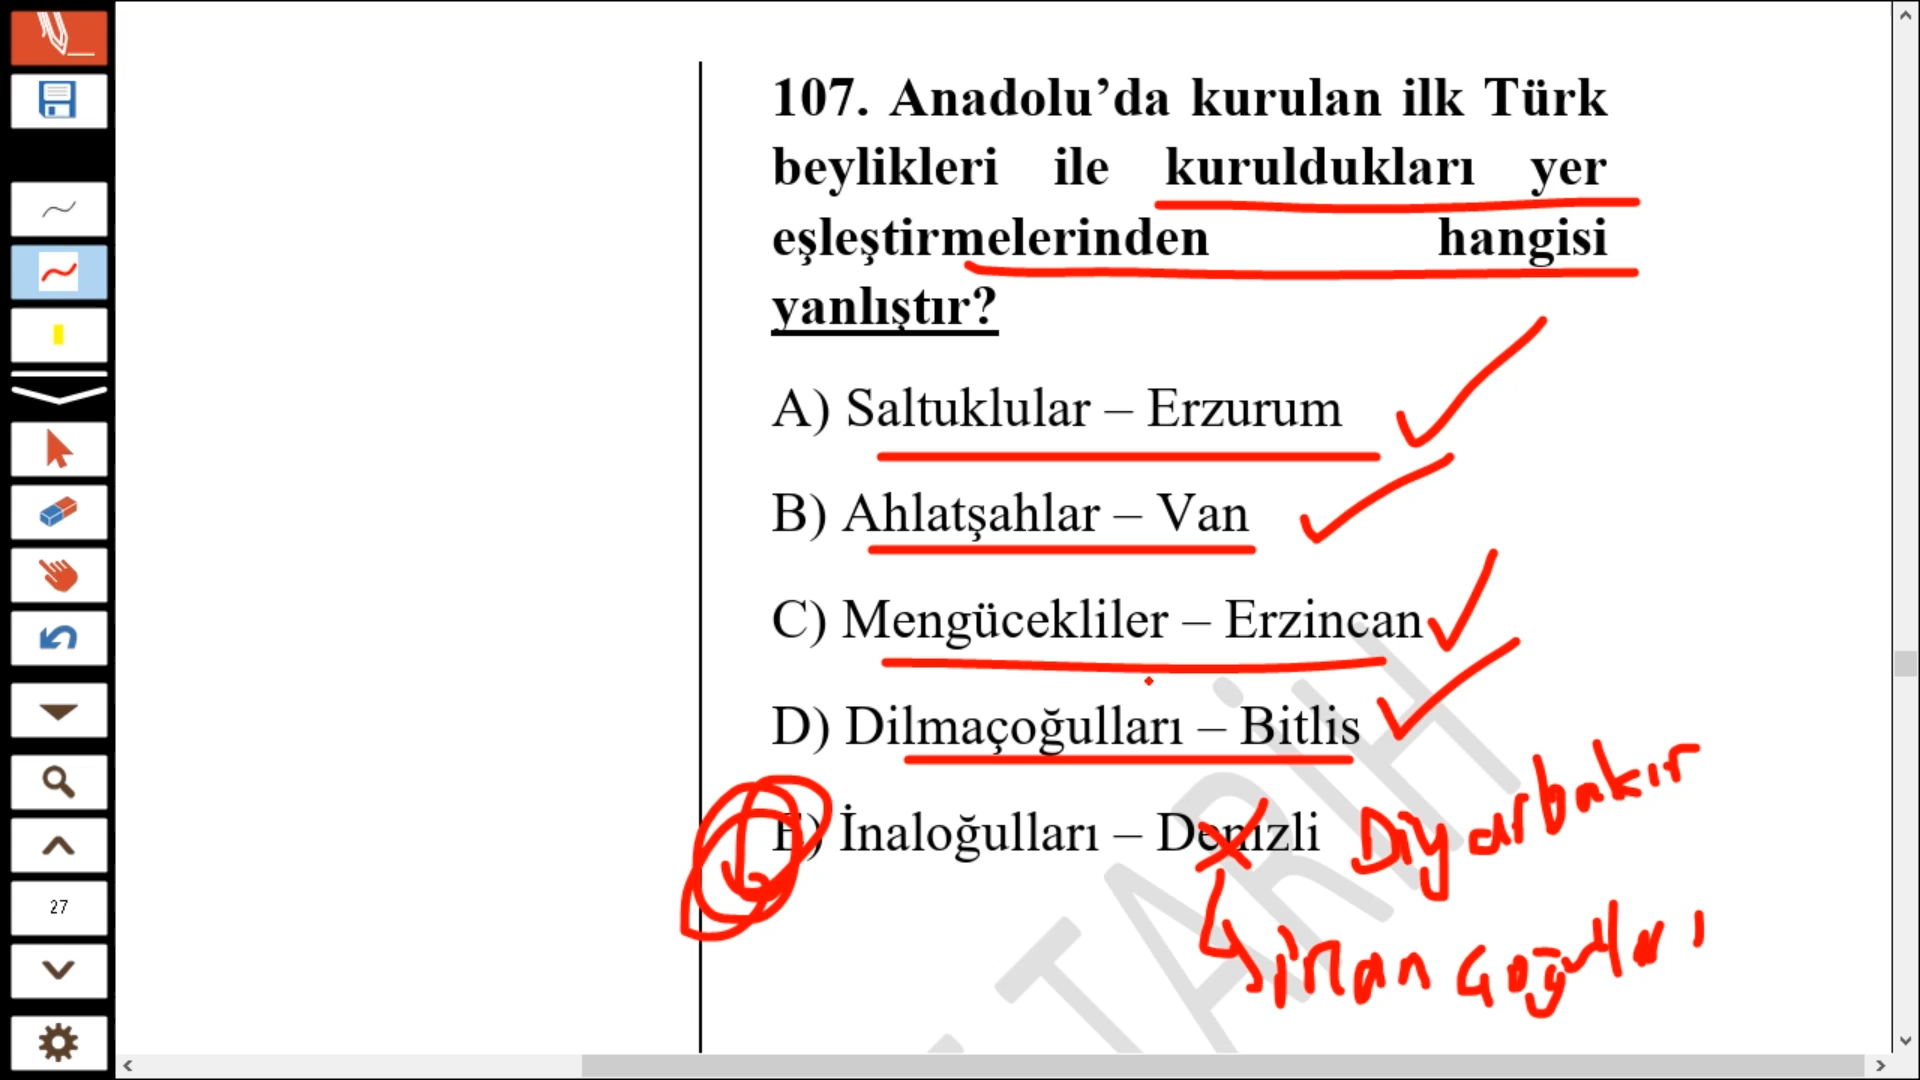 107. Anadolu’da kurulan ilk Türk
beylikleri ile kuruldukları yer
eşleştirmelerinden hangisi
yanlıştır?
A) Saltuklular – Erzurum
B) Ahlatşahlar – Van
C) Mengücekliler – Erzincan
D) Dilmaçoğulları – Bitlis
E) İnaloğulları – Denizli
Diyarbakır
TARİH
27